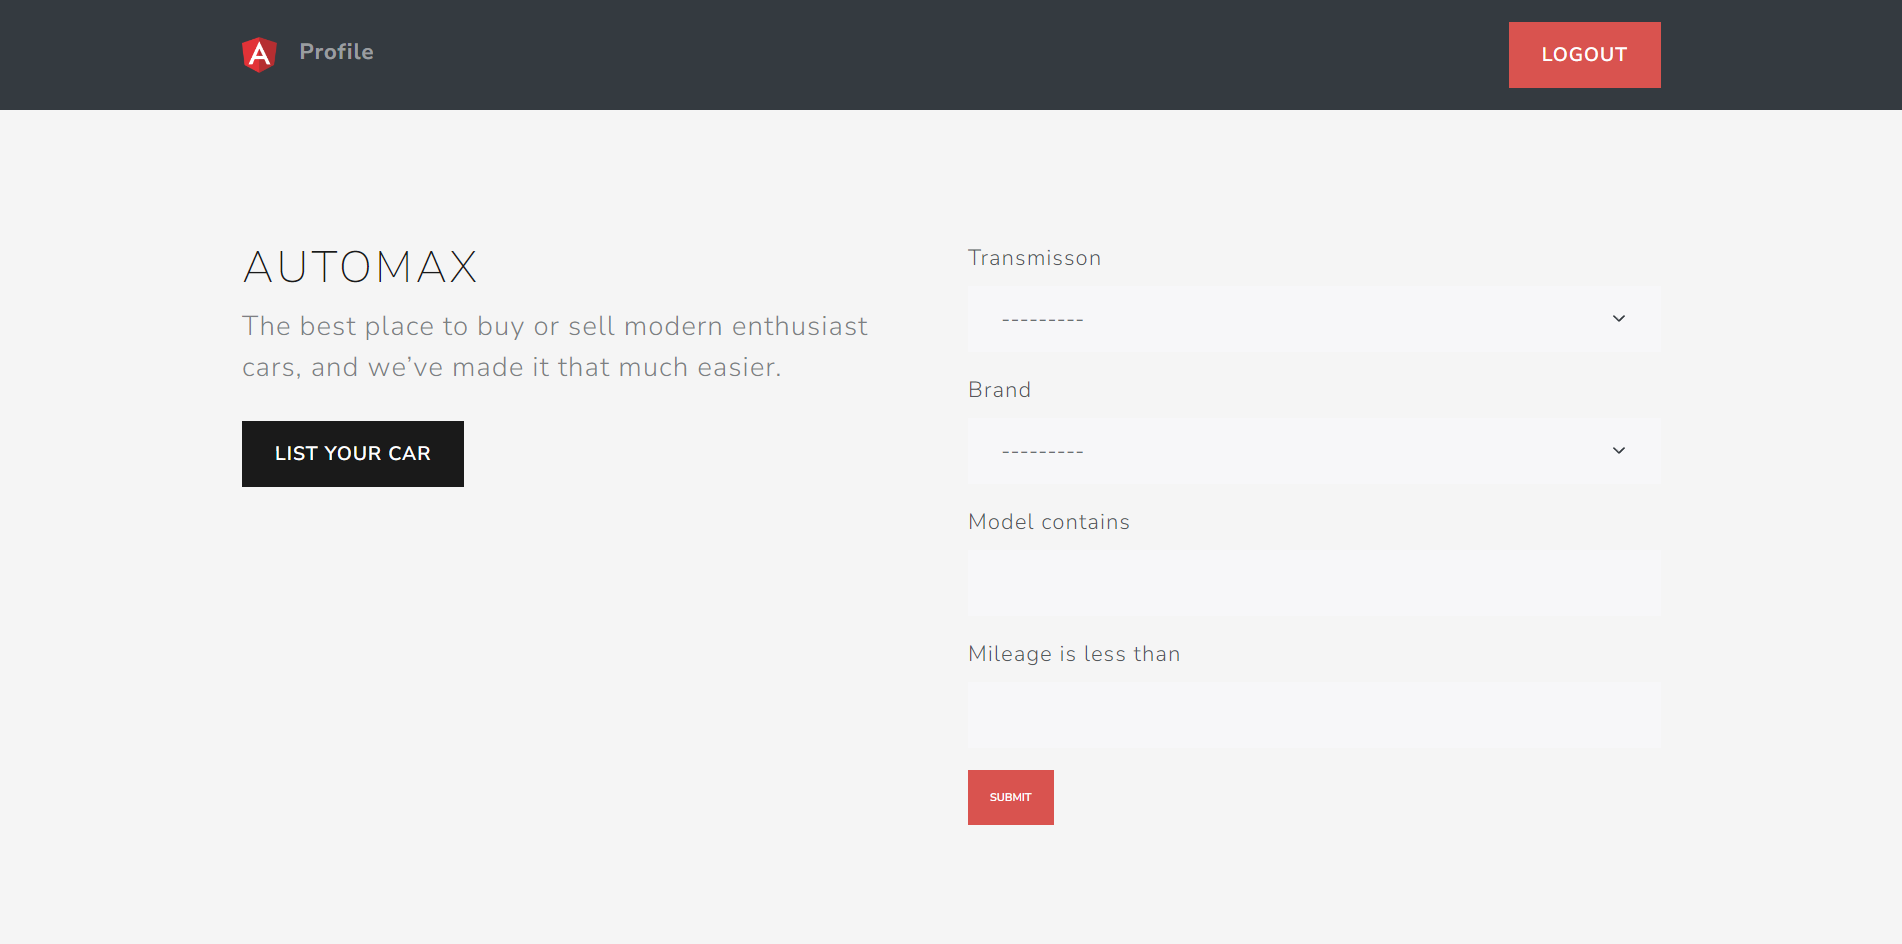 Profile
LOGOUT
AUTOMAX
The best place to buy or sell modern enthusiast
cars, and we’ve made it that much easier.
LIST YOUR CAR
Transmisson
---------
Brand
---------
Model contains
Mileage is less than
SUBMIT